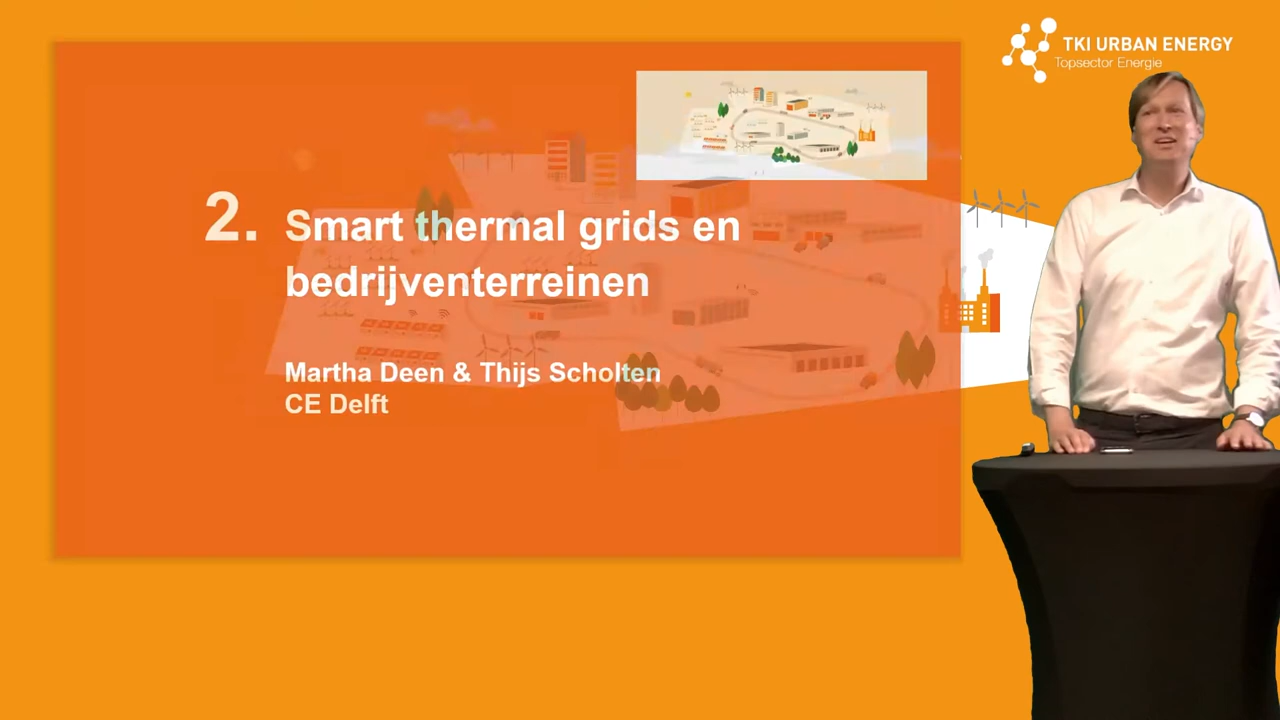 TKI URBAN ENERGY
Topsector Energie
2. Smart thermal grids en
bedrijventerreinen
Martha Deen & Thijs Scholten
CE Delft